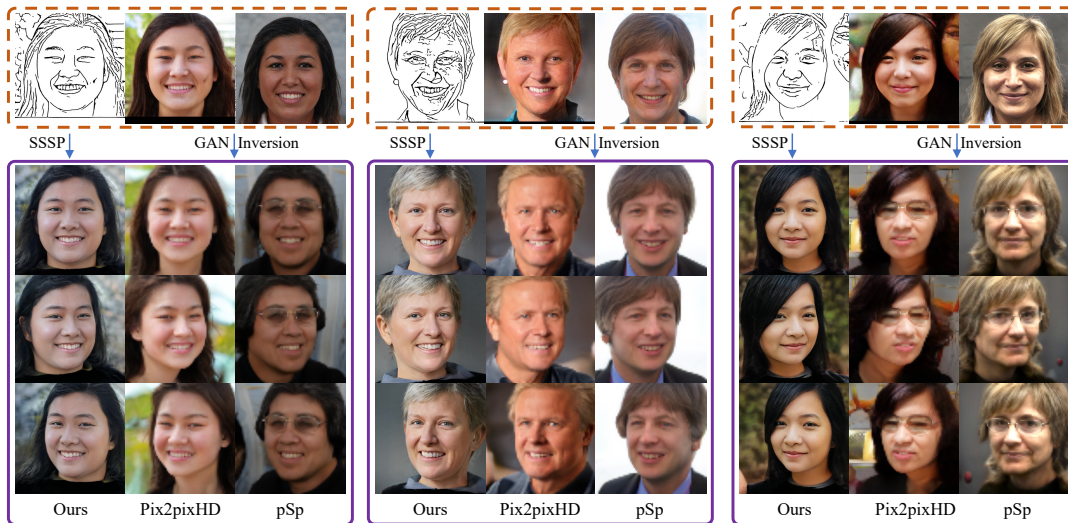 SSSP GAN Inversion SSSP GAN Inversion SSSP GAN Inversion
Ours Pix2pixHD pSp Ours Pix2pixHD pSp Ours Pix2pixHD pSp